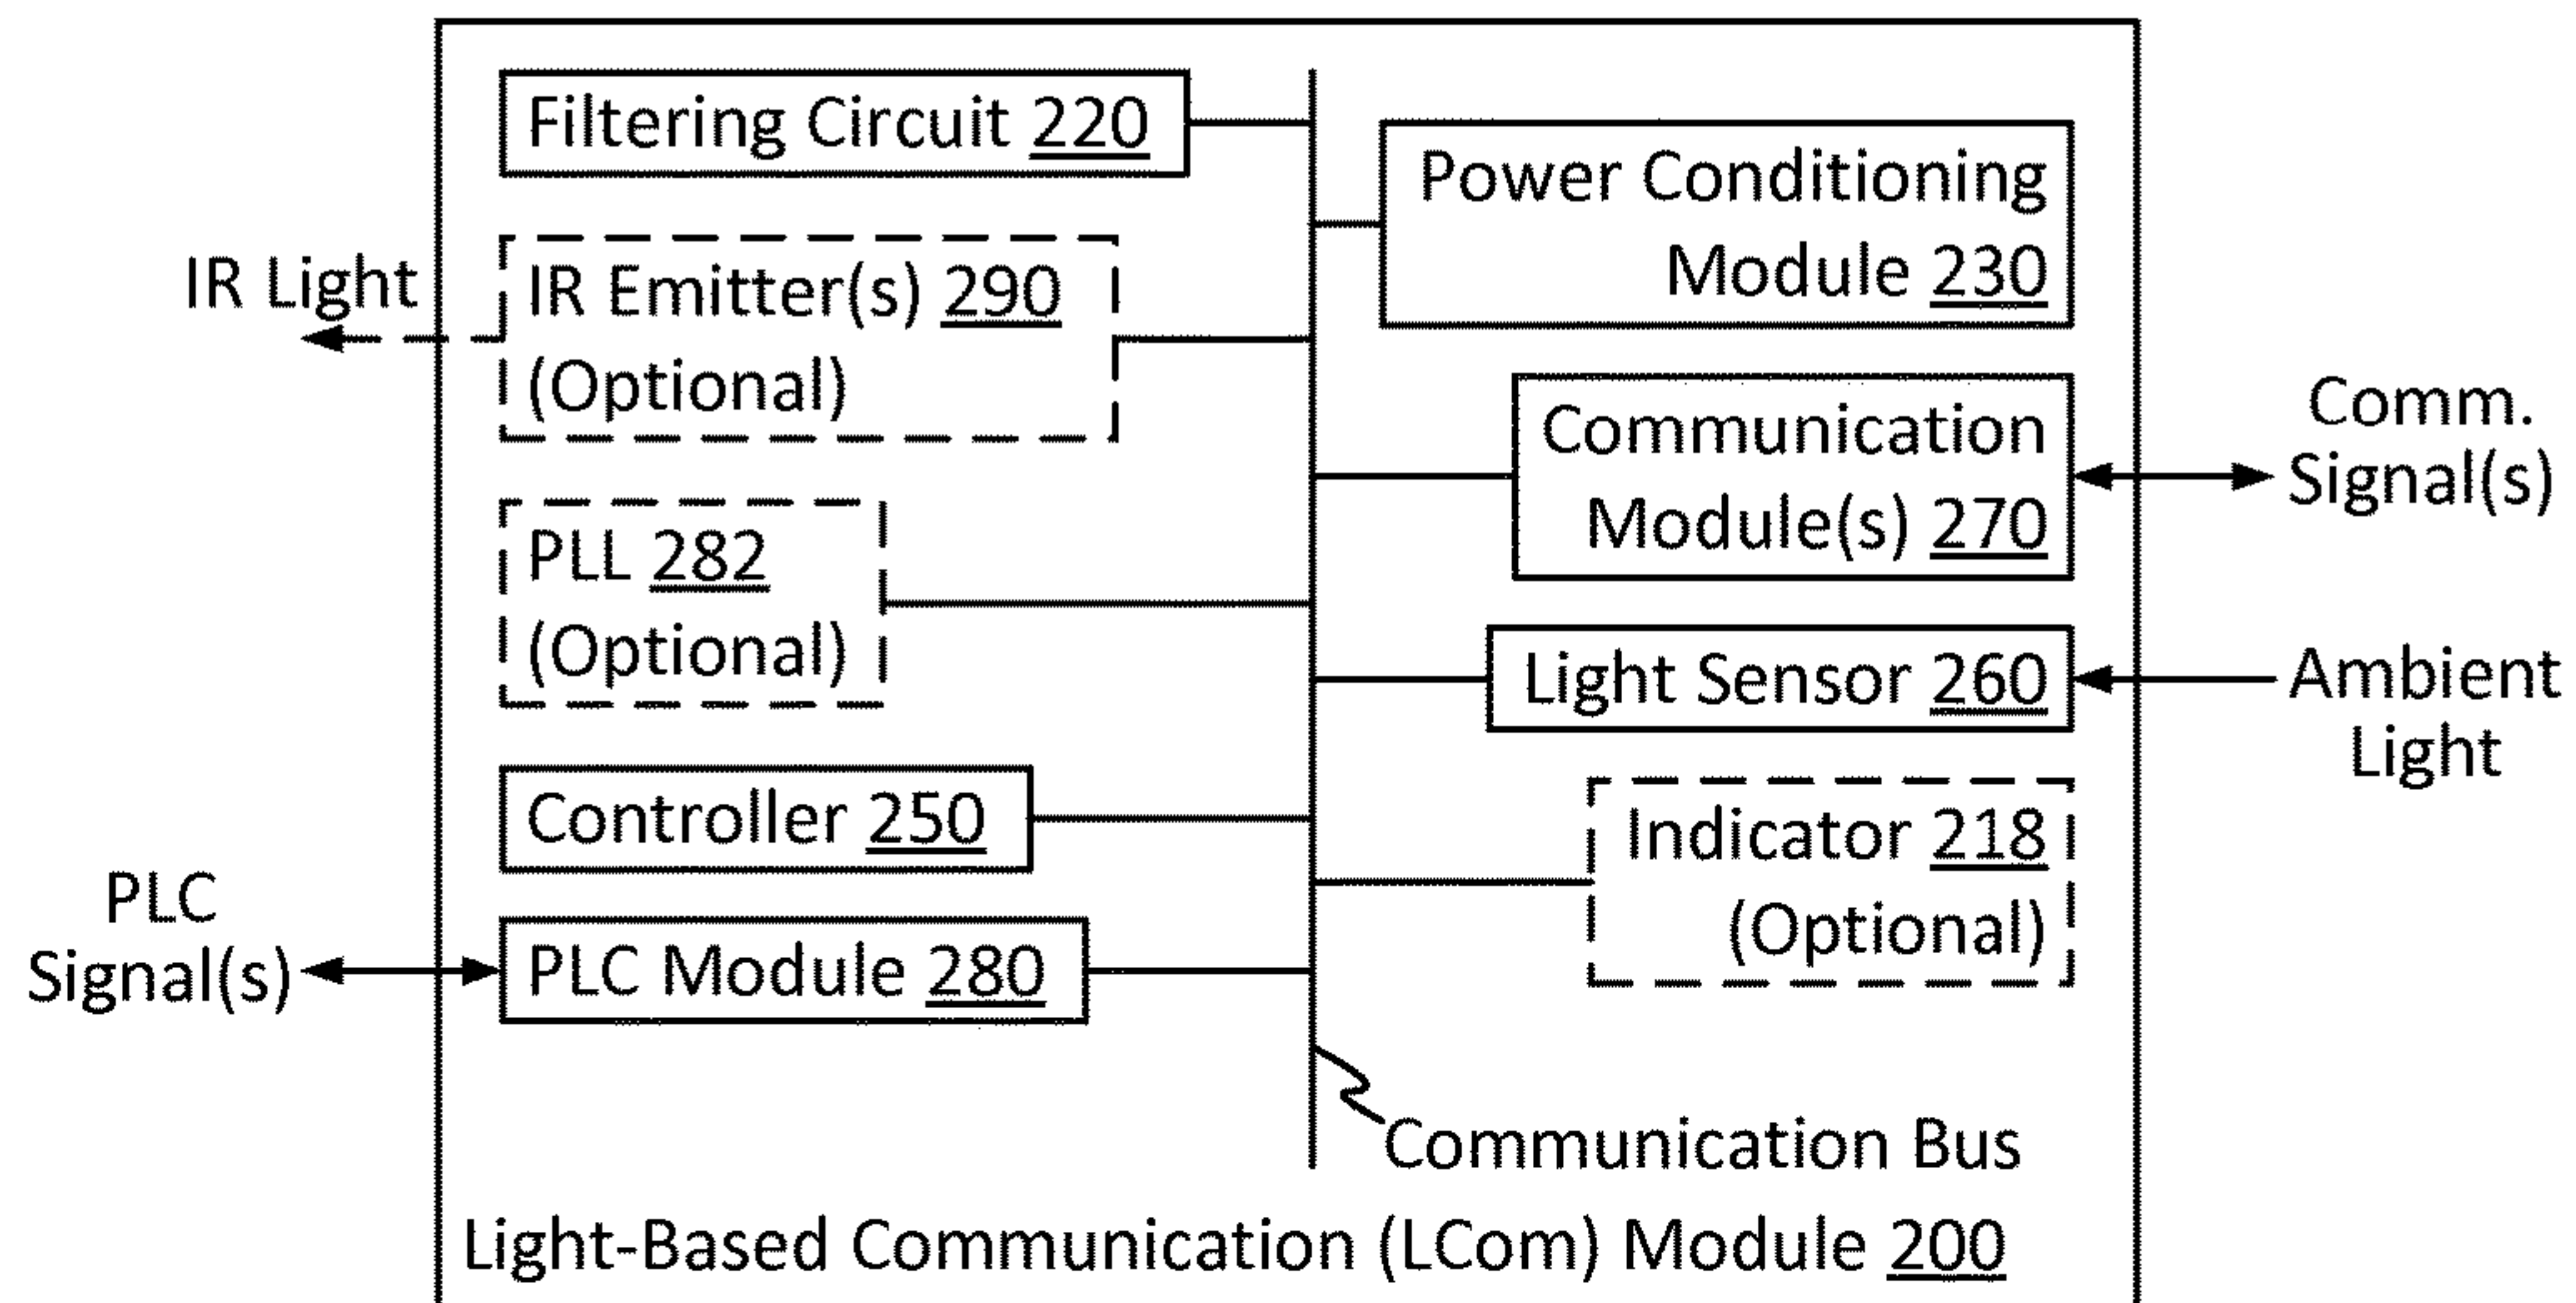 Filtering Circuit 220
Power Conditioning
Module 230
IR Light
IR Emitter(s) 290
(Optional)
Communication
Module(s) 270
Comm.
Signal(s)
PLL 282
(Optional)
Light Sensor 260
Ambient
Light
Controller 250
Indicator 218
(Optional)
PLC
Signal(s)
PLC Module 280
Communication Bus
Light-Based Communication (LCom) Module 200